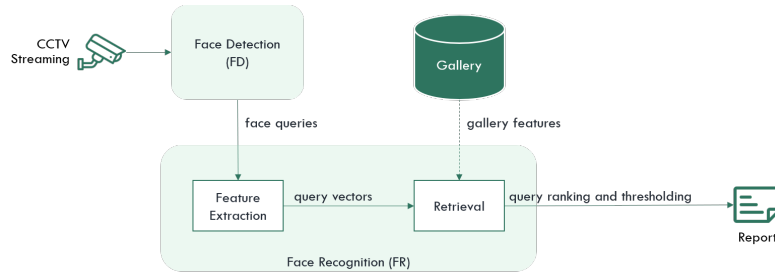 CCTV
Streaming
Face Detection
(FD)
Gallery
face queries
gallery features
Feature
Extraction
query vectors
Retrieval
query ranking and thresholding
Report
Face Recognition (FR)